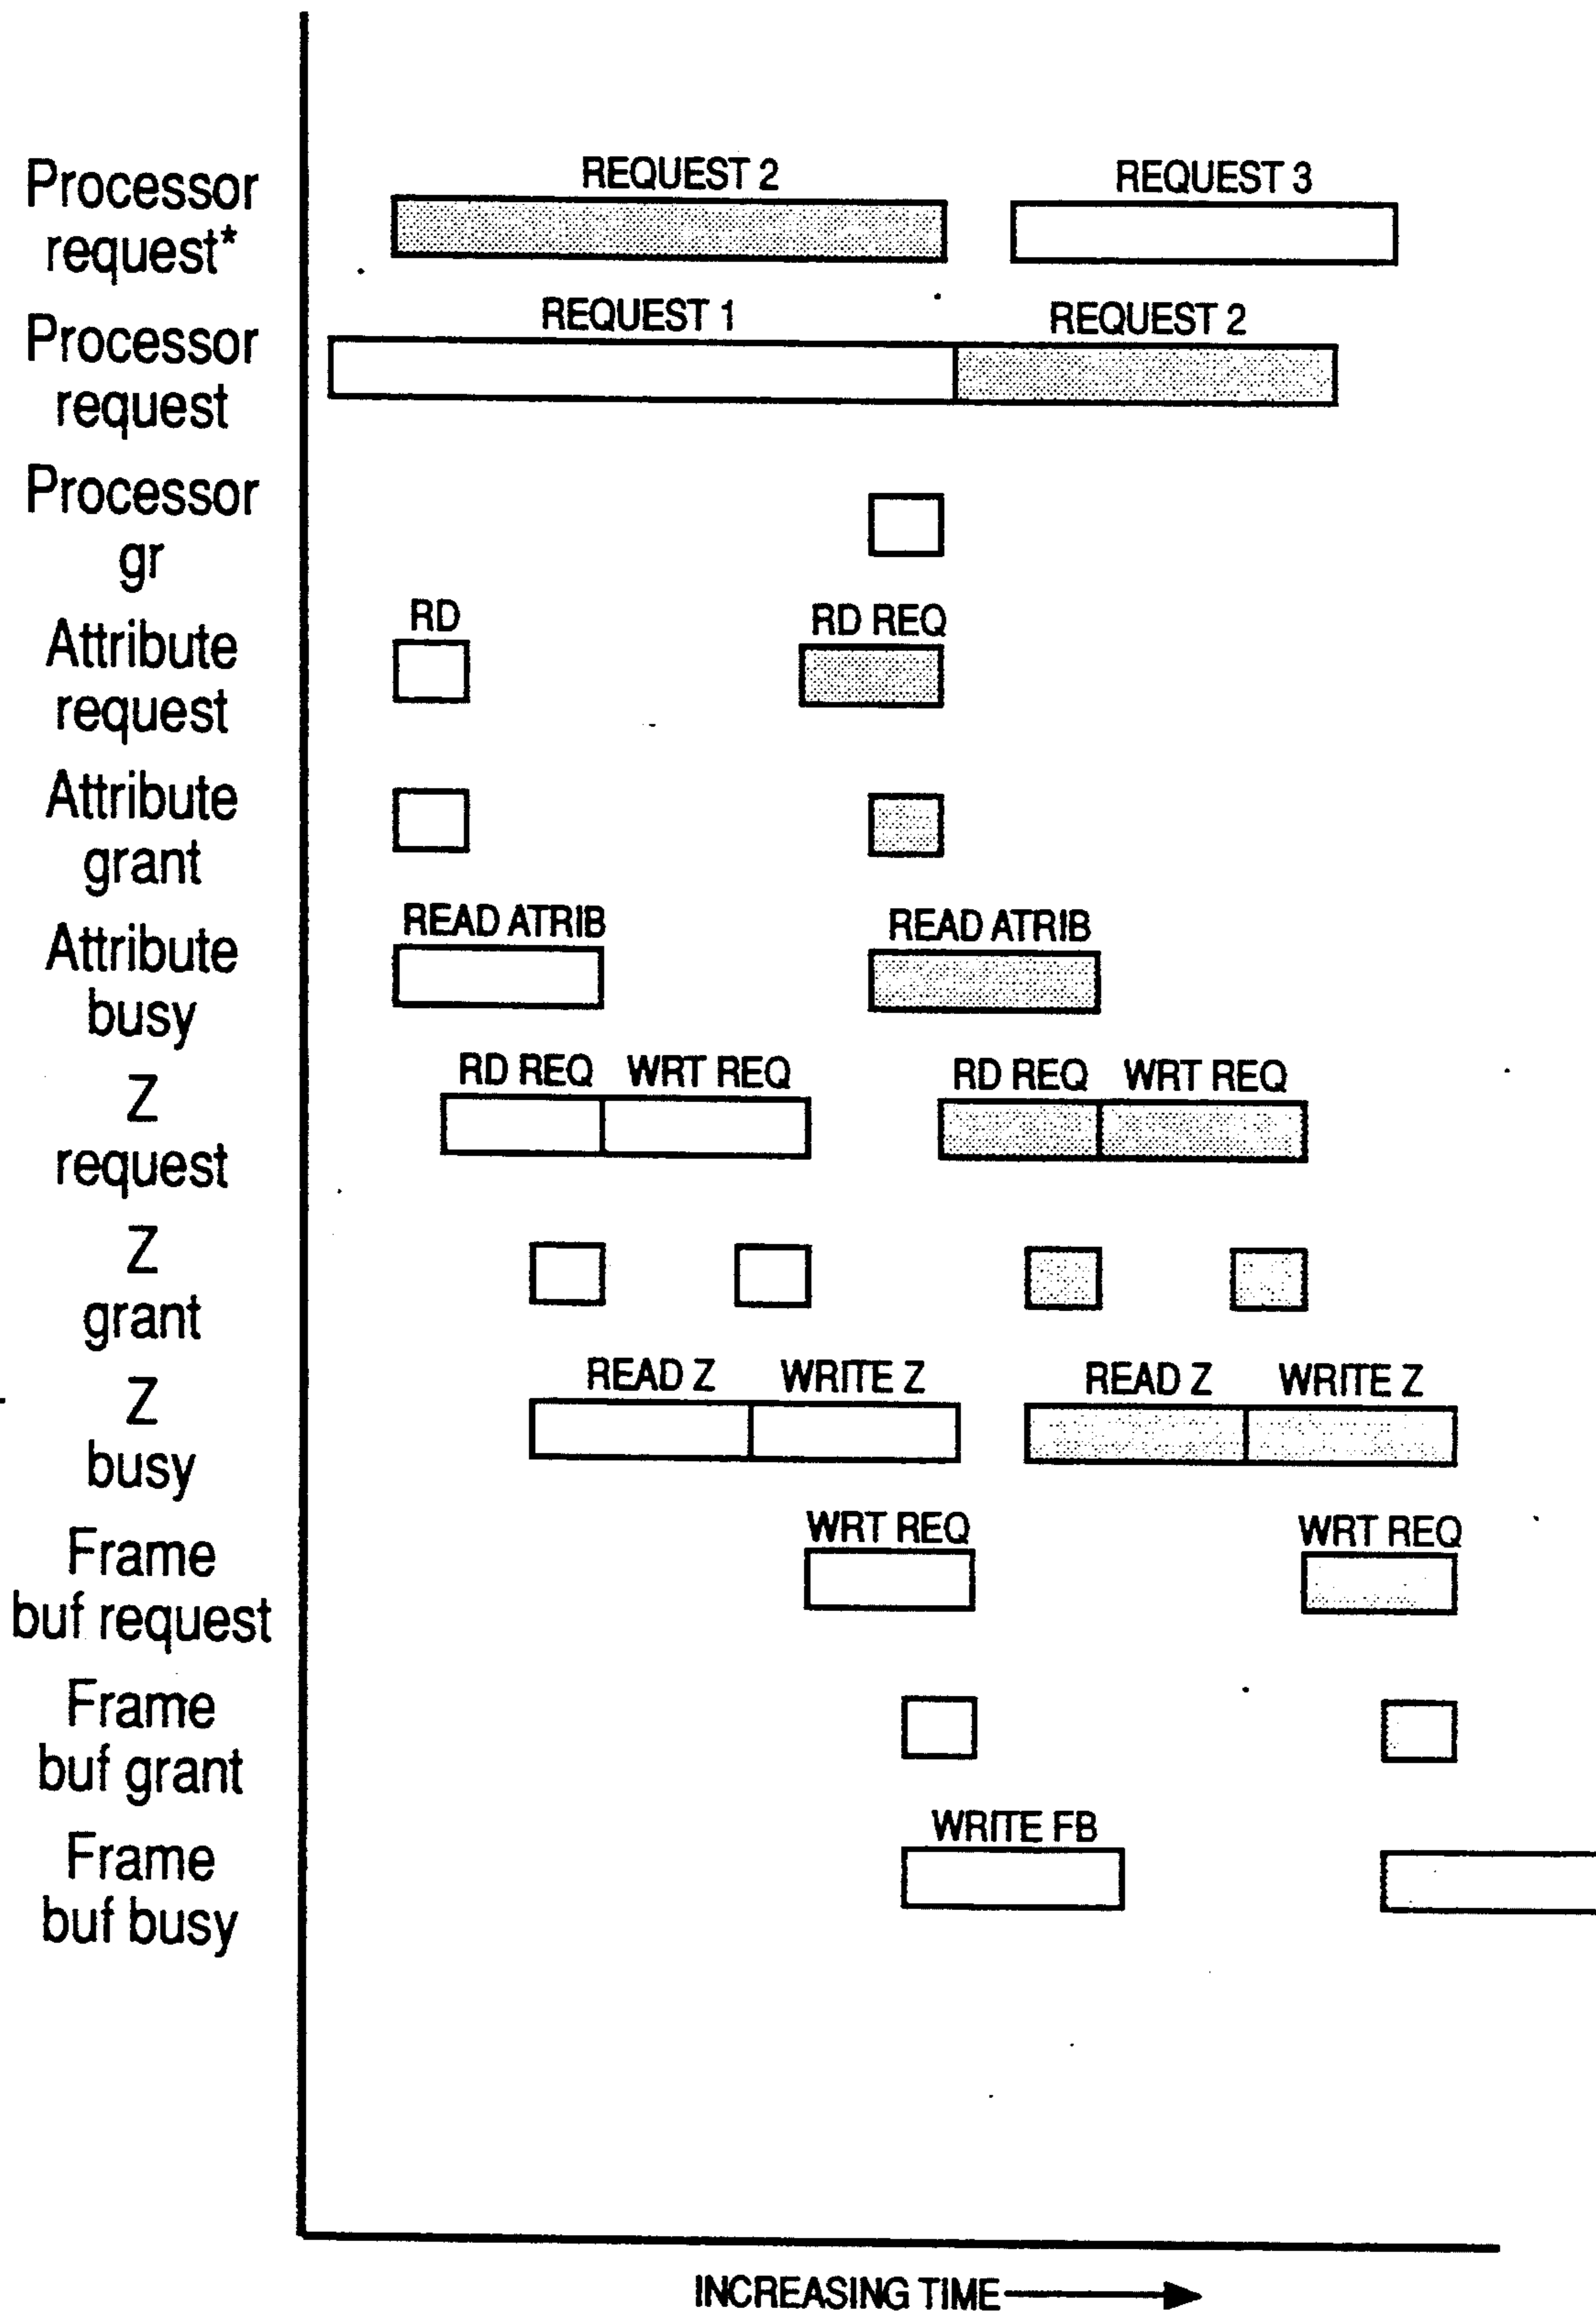 REQUEST 2 REQUEST 3
Processor
request*
REQUEST 1 REQUEST 2
Processor
request
Processor
gr
RD RD REQ
Attribute
request
Attribute
grant
READ ATRIB READ ATRIB
Attribute
busy
RD REQ WRT REQ RD REQ WRT REQ
Z
request
Z
grant
READ Z WRITE Z READ Z WRITE Z
Z
busy
WRT REQ WRT REQ
Frame
buf request
Frame
buf grant
WRITE FB
Frame
buf busy
INCREASING TIME